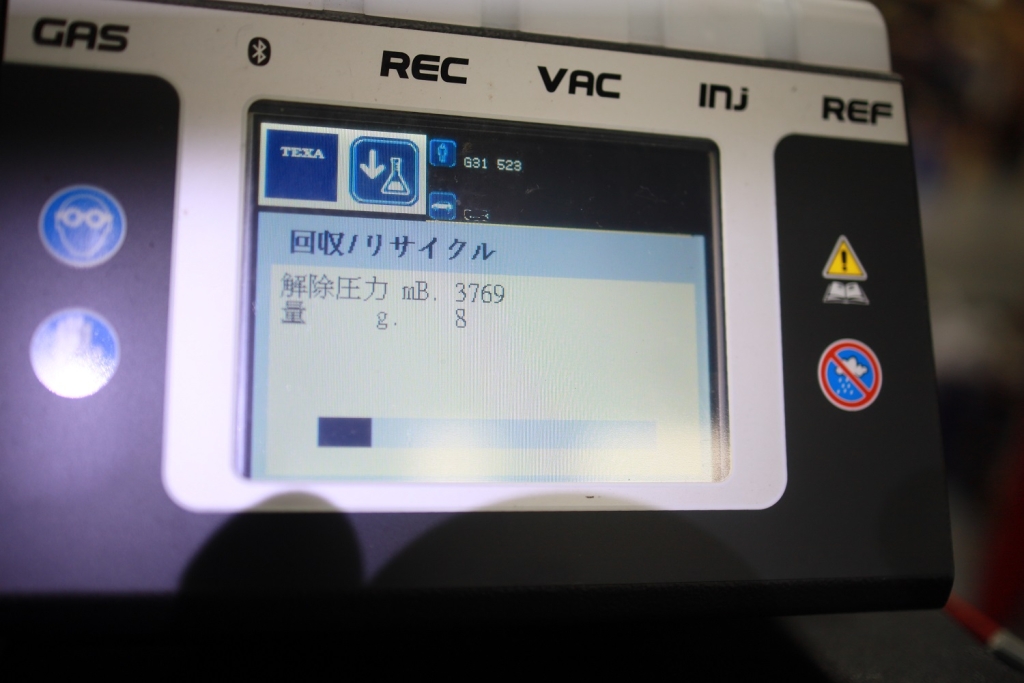 GAS
REC
VAC
INJ
REF
TEXA
G31 523
回収/リサイクル
解除圧力 mB. 3769
量 g. 8